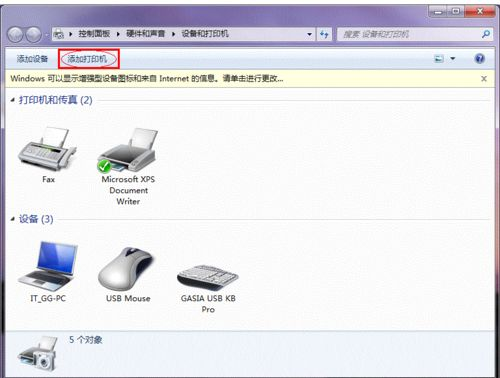 控制面板 ▸ 硬件和声音 ▸ 设备和打印机
搜索 设备和打印机
添加设备 添加打印机
Windows 可以显示增强型设备图标和来自 Internet 的信息。请单击进行更改...
打印机和传真 (2)
Fax
Microsoft XPS
Document
Writer
设备 (3)
IT_GG-PC
USB Mouse
GASIA USB KB
Pro
5 个对象